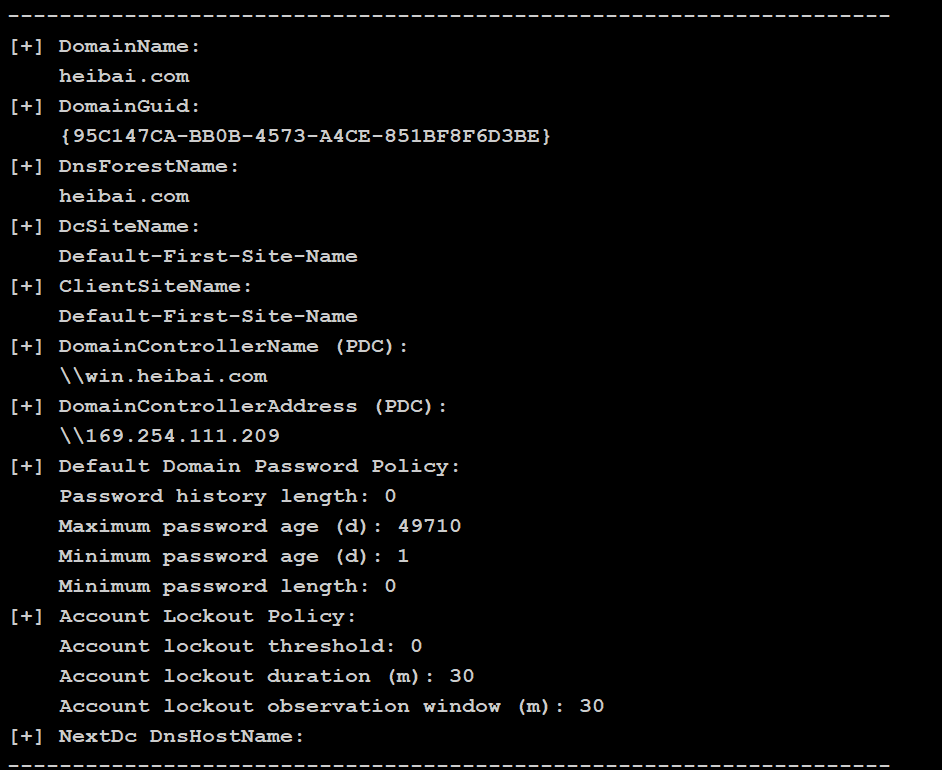 --------------------------------------------------------------------
[+] DomainName:
    heibai.com
[+] DomainGuid:
    {95C147CA-BB0B-4573-A4CE-851BF8F6D3BE}
[+] DnsForestName:
    heibai.com
[+] DcSiteName:
    Default-First-Site-Name
[+] ClientSiteName:
    Default-First-Site-Name
[+] DomainControllerName (PDC):
    \\win.heibai.com
[+] DomainControllerAddress (PDC):
    \\169.254.111.209
[+] Default Domain Password Policy:
    Password history length: 0
    Maximum password age (d): 49710
    Minimum password age (d): 1
    Minimum password length: 0
[+] Account Lockout Policy:
    Account lockout threshold: 0
    Account lockout duration (m): 30
    Account lockout observation window (m): 30
[+] NextDc DnsHostName:
--------------------------------------------------------------------